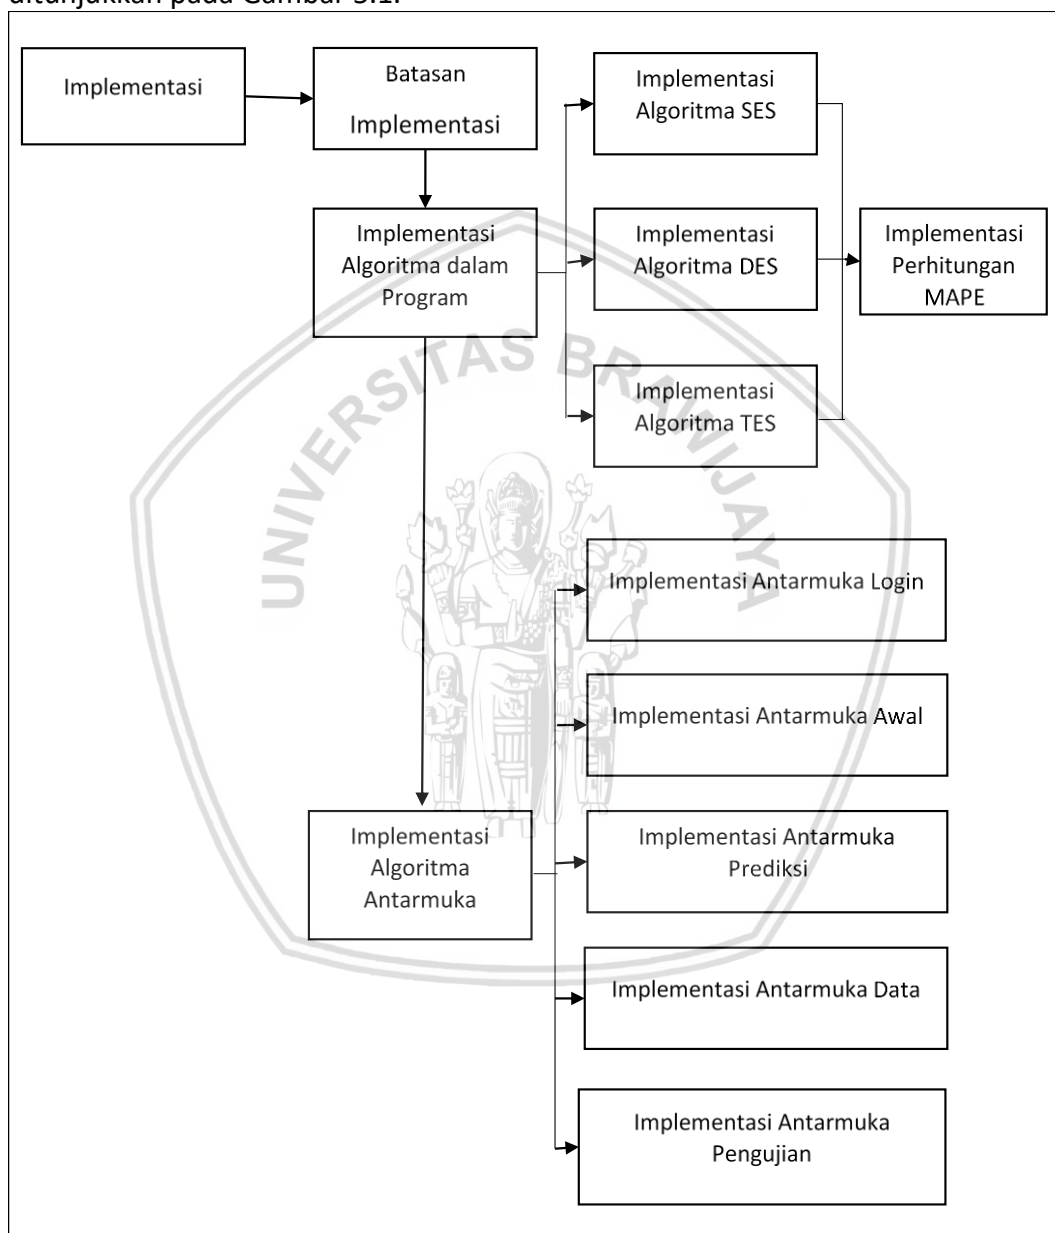 ditunjukkan pada Gambar 5.1.
Implementasi
Batasan
Implementasi
Implementasi
Algoritma SES
Implementasi
Algoritma dalam
Program
Implementasi
Algoritma DES
Implementasi
Perhitungan
MAPE
Implementasi
Algoritma TES
UNIVERSITAS BRAWIJAYA
Implementasi Antarmuka Login
Implementasi Antarmuka Awal
Implementasi
Algoritma
Antarmuka
Implementasi Antarmuka
Prediksi
Implementasi Antarmuka Data
Implementasi Antarmuka
Pengujian